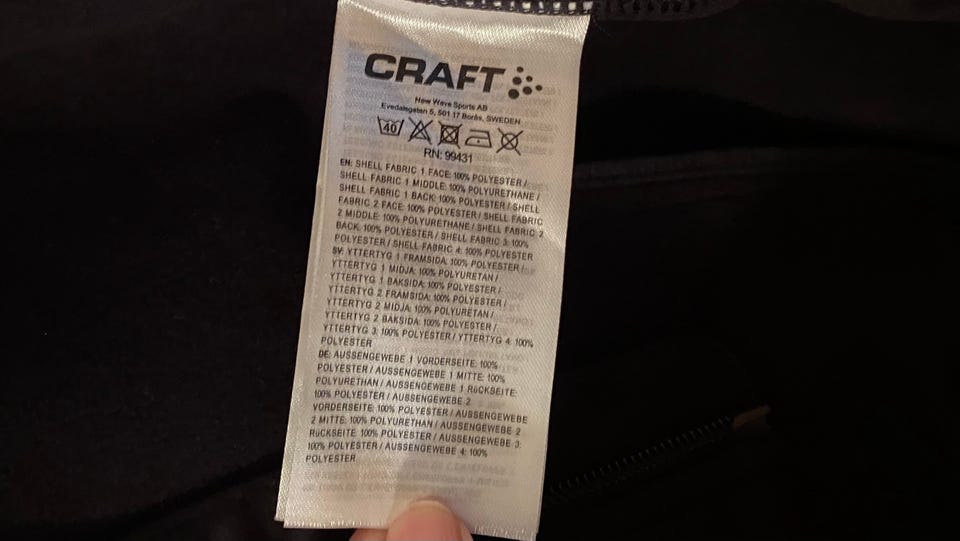 CRAFT
New Wave Sports AB
Evedalsgatan 5, 501 17 Borås, SWEDEN
40
RN: 99431
EN: SHELL FABRIC 1 FACE: 100% POLYESTER /
SHELL FABRIC 1 MIDDLE: 100% POLYURETHANE /
SHELL FABRIC 1 BACK: 100% POLYESTER / SHELL
FABRIC 2 FACE: 100% POLYESTER / SHELL FABRIC
2 MIDDLE: 100% POLYURETHANE / SHELL FABRIC 2
BACK: 100% POLYESTER / SHELL FABRIC 3: 100%
POLYESTER / SHELL FABRIC 4: 100% POLYESTER
SV: YTTERTYG 1 FRAMSIDA: 100% POLYESTER /
YTTERTYG 1 MIDJA: 100% POLYURETAN /
YTTERTYG 1 BAKSIDA: 100% POLYESTER /
YTTERTYG 2 FRAMSIDA: 100% POLYESTER /
YTTERTYG 2 MIDJA: 100% POLYURETAN /
YTTERTYG 2 BAKSIDA: 100% POLYESTER /
YTTERTYG 3: 100% POLYESTER / YTTERTYG 4: 100%
POLYESTER
DE: AUSSENGEWEBE 1 VORDERSEITE: 100%
POLYESTER / AUSSENGEWEBE 1 MITTE: 100%
POLYURETHAN / AUSSENGEWEBE 1 RüCKSEITE:
100% POLYESTER / AUSSENGEWEBE 2
VORDERSEITE: 100% POLYESTER / AUSSENGEWEBE
2 MITTE: 100% POLYURETHAN / AUSSENGEWEBE 2
RüCKSEITE: 100% POLYESTER / AUSSENGEWEBE 3:
100% POLYESTER / AUSSENGEWEBE 4: 100%
POLYESTER